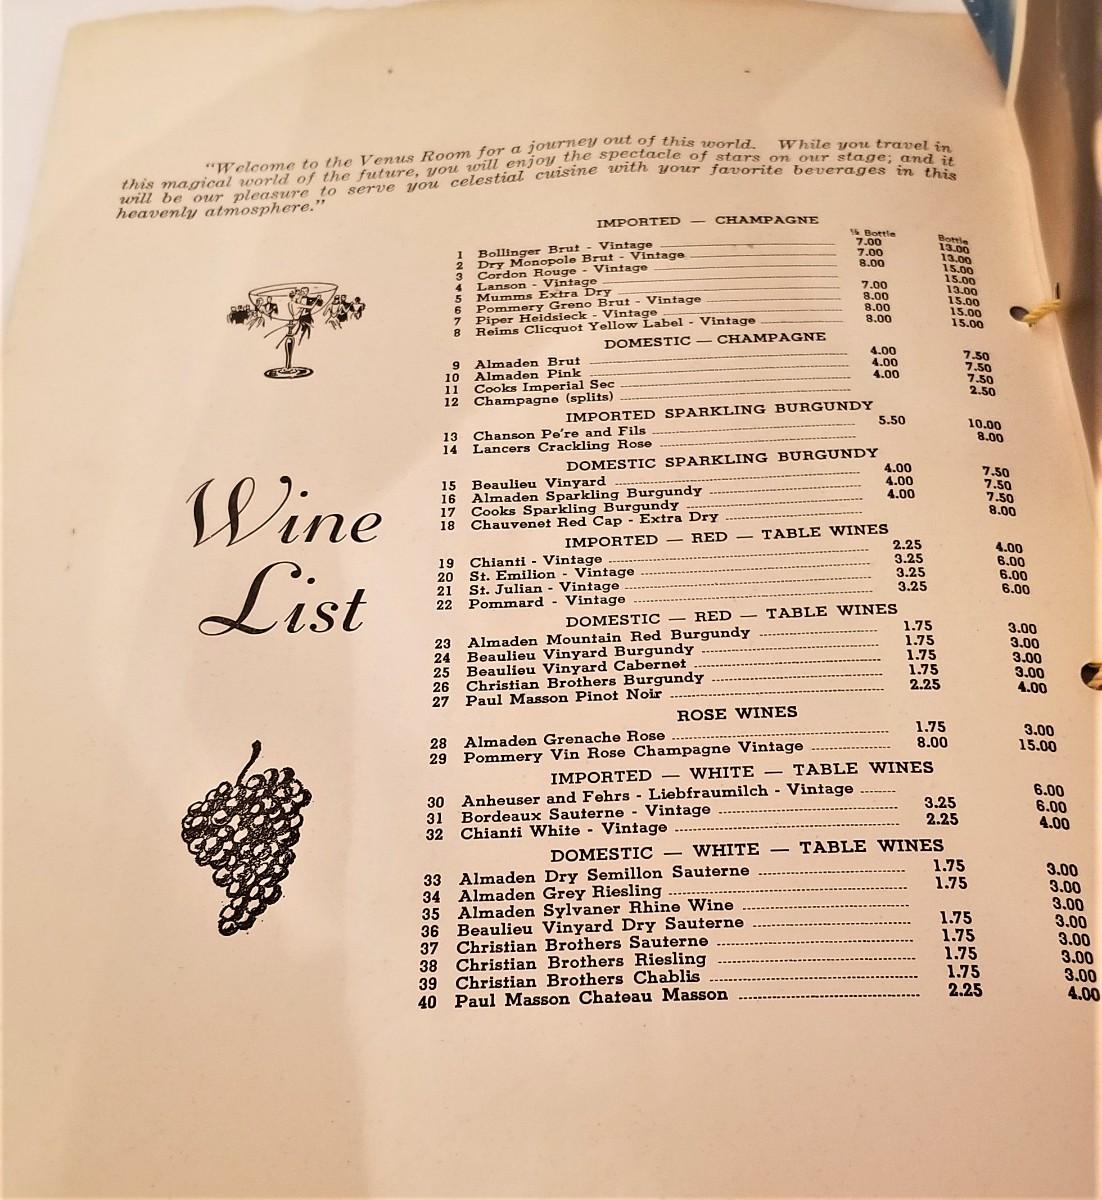 "Welcome to the Venus Room for a journey out of this world. While you travel in
this magical world of the future, you will enjoy the spectacle of stars on our stage; and it
will be our pleasure to serve you celestial cuisine with your favorite beverages in this
heavenly atmosphere."
Wine
List
IMPORTED — CHAMPAGNE
½ Bottle Bottle
1 Bollinger Brut - Vintage 7.00 13.00
2 Dry Monopole Brut - Vintage 7.00 13.00
3 Cordon Rouge - Vintage 8.00 15.00
4 Lanson - Vintage 15.00
5 Mumms Extra Dry 7.00 13.00
6 Pommery Greno Brut - Vintage 8.00 15.00
7 Piper Heidsieck - Vintage 8.00 15.00
8 Reims Clicquot Yellow Label - Vintage 8.00 15.00
DOMESTIC — CHAMPAGNE
9 Almaden Brut 4.00 7.50
10 Almaden Pink 4.00 7.50
11 Cooks Imperial Sec 4.00 7.50
12 Champagne (splits) 2.50
IMPORTED SPARKLING BURGUNDY
13 Chanson Pe're and Fils 5.50 10.00
14 Lancers Crackling Rose 8.00
DOMESTIC SPARKLING BURGUNDY
15 Beaulieu Vinyard 4.00 7.50
16 Almaden Sparkling Burgundy 4.00 7.50
17 Cooks Sparkling Burgundy 4.00 7.50
18 Chauvenet Red Cap - Extra Dry 8.00
IMPORTED — RED — TABLE WINES
19 Chianti - Vintage 2.25 4.00
20 St. Emilion - Vintage 3.25 6.00
21 St. Julian - Vintage 3.25 6.00
22 Pommard - Vintage 3.25 6.00
DOMESTIC — RED — TABLE WINES
23 Almaden Mountain Red Burgundy 1.75 3.00
24 Beaulieu Vinyard Burgundy 1.75 3.00
25 Beaulieu Vinyard Cabernet 1.75 3.00
26 Christian Brothers Burgundy 1.75 3.00
27 Paul Masson Pinot Noir 2.25 4.00
ROSE WINES
28 Almaden Grenache Rose 1.75 3.00
29 Pommery Vin Rose Champagne Vintage 8.00 15.00
IMPORTED — WHITE — TABLE WINES
30 Anheuser and Fehrs - Liebfraumilch - Vintage 6.00
31 Bordeaux Sauterne - Vintage 3.25 6.00
32 Chianti White - Vintage 2.25 4.00
DOMESTIC — WHITE — TABLE WINES
33 Almaden Dry Semillon Sauterne 1.75 3.00
34 Almaden Grey Riesling 1.75 3.00
35 Almaden Sylvaner Rhine Wine 3.00
36 Beaulieu Vinyard Dry Sauterne 1.75 3.00
37 Christian Brothers Sauterne 1.75 3.00
38 Christian Brothers Riesling 1.75 3.00
39 Christian Brothers Chablis 1.75 3.00
40 Paul Masson Chateau Masson 2.25 4.00